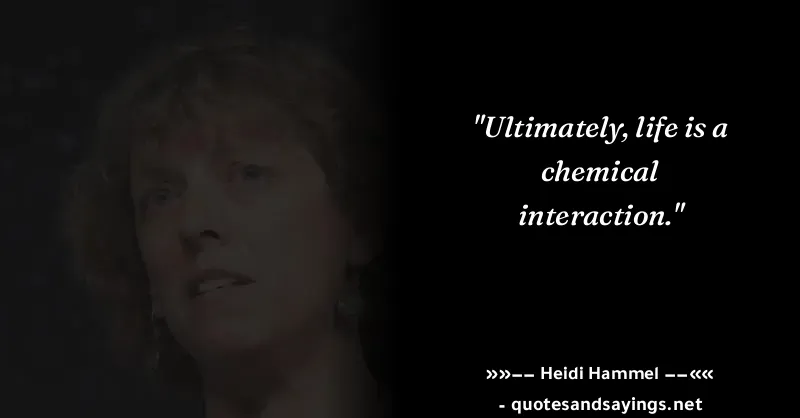 "Ultimately, life is a
chemical
interaction."
»»−− Heidi Hammel −−««
- quotesandsayings.net